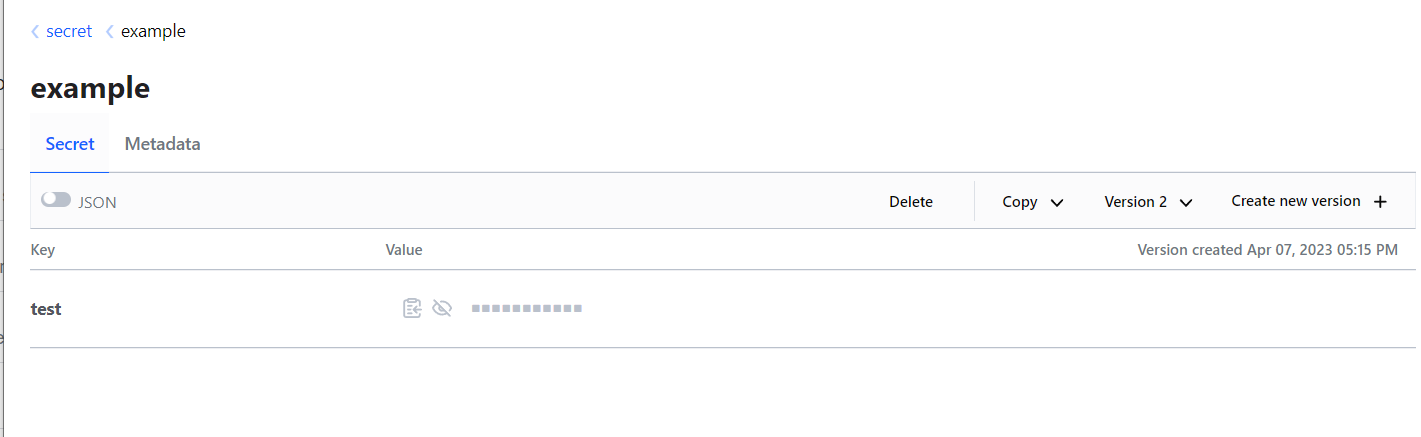 secret example
example
Secret Metadata
JSON Delete Copy Version 2 Create new version
Key Value Version created Apr 07, 2023 05:15 PM
test